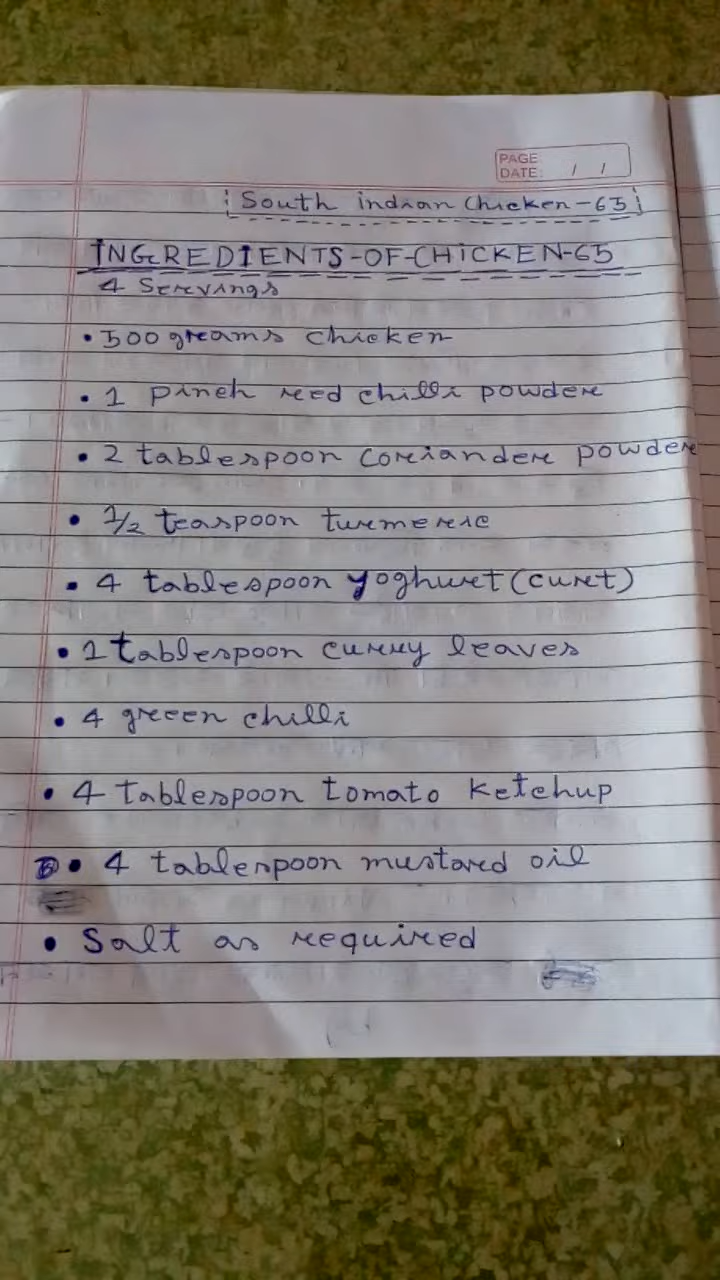 PAGE:
DATE: / /
South indian Chicken-65
INGREDIENTS-OF-CHICKEN-65
4 Servings
• 500 grams chicken
• 1 pinch red chilli powder
• 2 tablespoon coriander powder
• 1/2 teaspoon turmeric
• 4 tablespoon yoghurt (curt)
• 1 tablespoon curry leaves
• 4 green chilli
• 4 tablespoon tomato ketchup
• 4 tablespoon mustard oil
• Salt as required